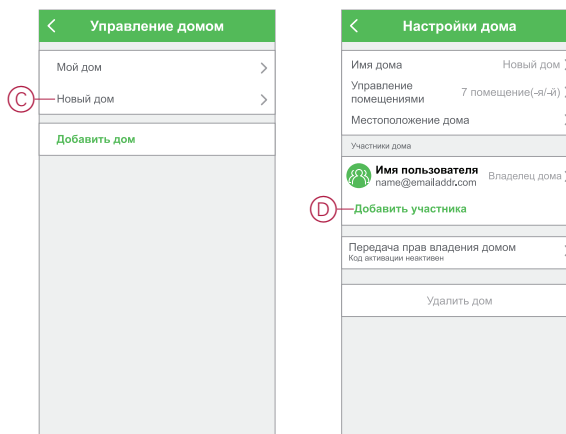 Управление домом
Мой дом
C
Новый дом
Добавить дом
Настройки дома
Имя дома Новый дом
Управление помещениями 7 помещение(-я/-й)
Местоположение дома
Участники дома
Имя пользователя
name@emailaddr.com Владелец дома
D
Добавить участника
Передача прав владения домом
Код активации неактивен
Удалить дом